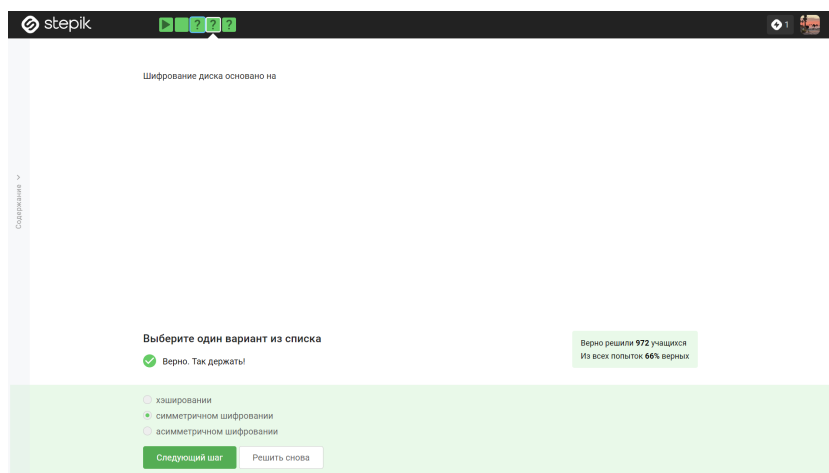 stepik
? ? ?
1
Шифрование диска основано на
Содержание
Выберите один вариант из списка
Верно. Так держать!
Верно решили 972 учащихся
Из всех попыток 66% верных
хэшировании
симметричном шифровании
асимметричном шифровании
Следующий шаг
Решить снова